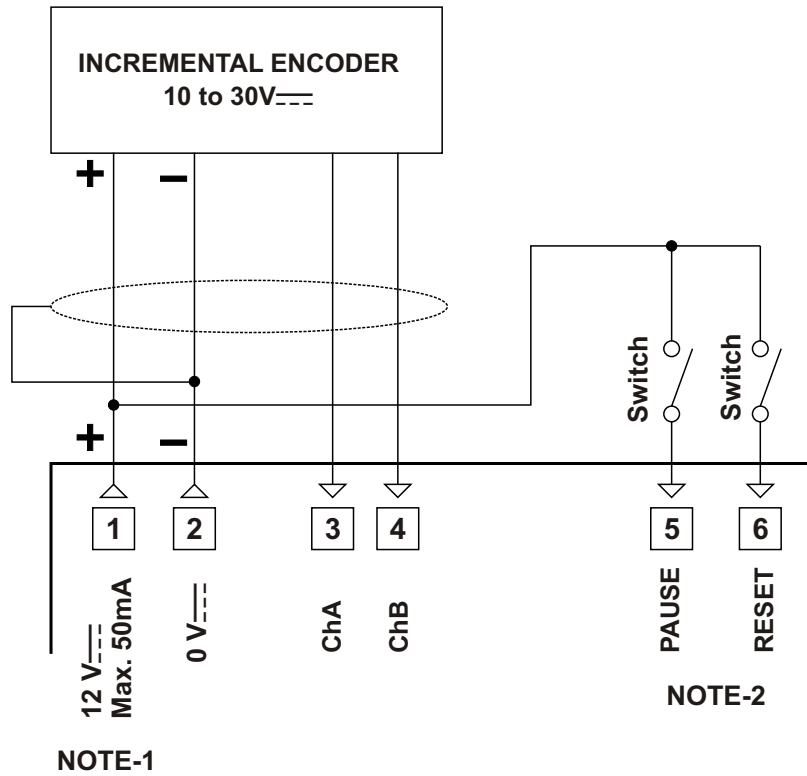 INCREMENTAL ENCODER
10 to 30V
+
−
Switch
Switch
+
−
1
2
3
4
5
6
12 V
Max. 50mA
0 V
ChA
ChB
PAUSE
RESET
NOTE-2
NOTE-1